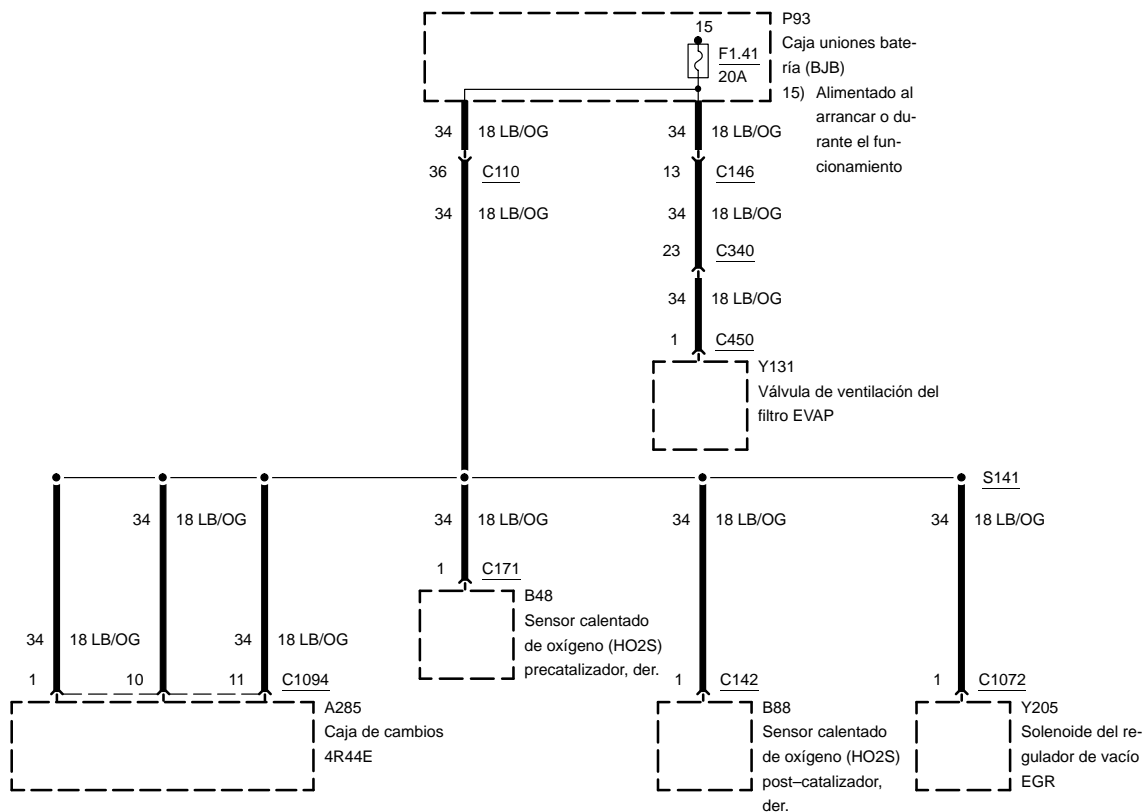 P93
15
Caja uniones bate-
F1.41
ría (BJB)
20A
15) Alimentado al
arrancar o du-
rante el fun-
cionamiento
34 18 LB/OG
34 18 LB/OG
36 C110
13 C146
34 18 LB/OG
34 18 LB/OG
23 C340
34 18 LB/OG
1 C450
Y131
Válvula de ventilación del
filtro EVAP
S141
34 18 LB/OG
34 18 LB/OG
34 18 LB/OG
34 18 LB/OG
1 C171
B48
Sensor calentado
de oxígeno (HO2S)
precatalizador, der.
34 18 LB/OG
34 18 LB/OG
1 10 11 C1094
A285
Caja de cambios
4R44E
1 C142
B88
Sensor calentado
de oxígeno (HO2S)
post–catalizador,
der.
1 C1072
Y205
Solenoide del re-
gulador de vacío
EGR